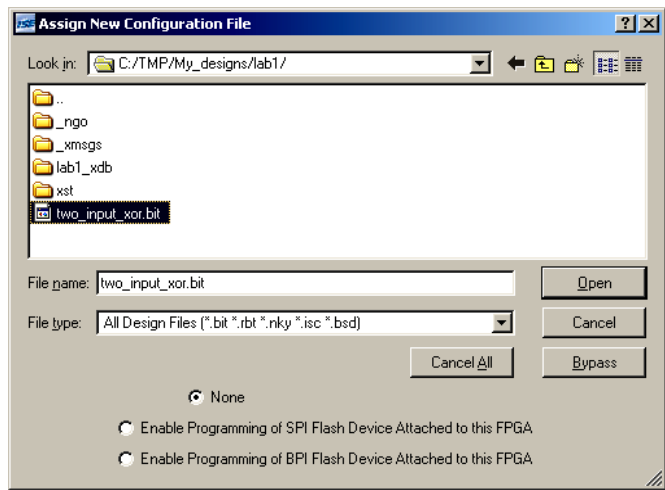 ISE Assign New Configuration File
Look in: C:/TMP/My_designs/lab1/
..
_ngo
_xmsgs
lab1_xdb
xst
two_input_xor.bit
File name: two_input_xor.bit Open
File type: All Design Files (*.bit *.rbt *.nky *.isc *.bsd) Cancel
Cancel All Bypass
None
Enable Programming of SPI Flash Device Attached to this FPGA
Enable Programming of BPI Flash Device Attached to this FPGA